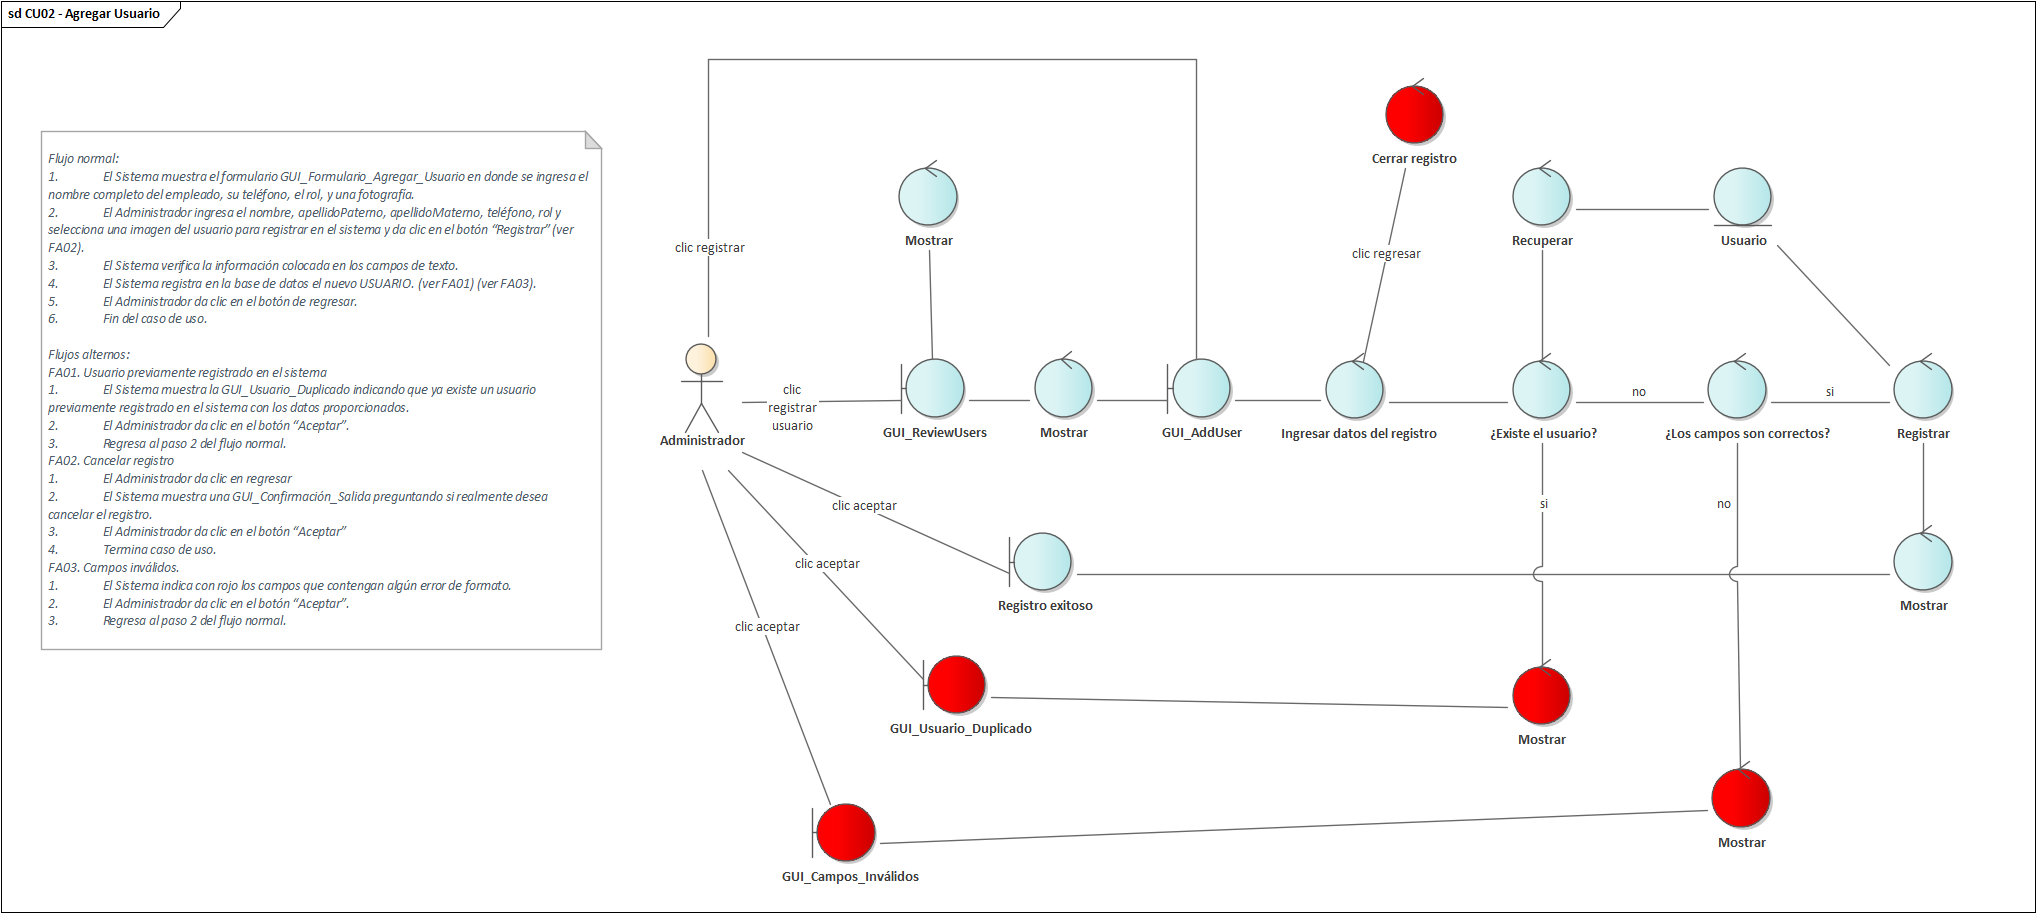 sd CU02 - Agregar Usuario
Flujo normal:
1. El Sistema muestra el formulario GUI_Formulario_Agregar_Usuario en donde se ingresa el
nombre completo del empleado, su teléfono, el rol, y una fotografía.
2. El Administrador ingresa el nombre, apellidoPaterno, apellidoMaterno, teléfono, rol y
selecciona una imagen del usuario para registrar en el sistema y da clic en el botón “Registrar” (ver
FA02).
3. El Sistema verifica la información colocada en los campos de texto.
4. El Sistema registra en la base de datos el nuevo USUARIO. (ver FA01) (ver FA03).
5. El Administrador da clic en el botón de regresar.
6. Fin del caso de uso.
Flujos alternos:
FA01. Usuario previamente registrado en el sistema
1. El Sistema muestra la GUI_Usuario_Duplicado indicando que ya existe un usuario
previamente registrado en el sistema con los datos proporcionados.
2. El Administrador da clic en el botón “Aceptar”.
3. Regresa al paso 2 del flujo normal.
FA02. Cancelar registro
1. El Administrador da clic en regresar
2. El Sistema muestra una GUI_Confirmación_Salida preguntando si realmente desea
cancelar el registro.
3. El Administrador da clic en el botón “Aceptar”
4. Termina caso de uso.
FA03. Campos inválidos.
1. El Sistema indica con rojo los campos que contengan algún error de formato.
2. El Administrador da clic en el botón “Aceptar”.
3. Regresa al paso 2 del flujo normal.
Cerrar registro
clic registrar
Mostrar
clic regresar
Recuperar
Usuario
Administrador
clic
registrar
usuario
GUI_ReviewUsers
Mostrar
GUI_AddUser
Ingresar datos del registro
¿Existe el usuario?
no
¿Los campos son correctos?
si
Registrar
clic aceptar
si
no
clic aceptar
Registro exitoso
Mostrar
clic aceptar
GUI_Usuario_Duplicado
Mostrar
GUI_Campos_Inválidos
Mostrar